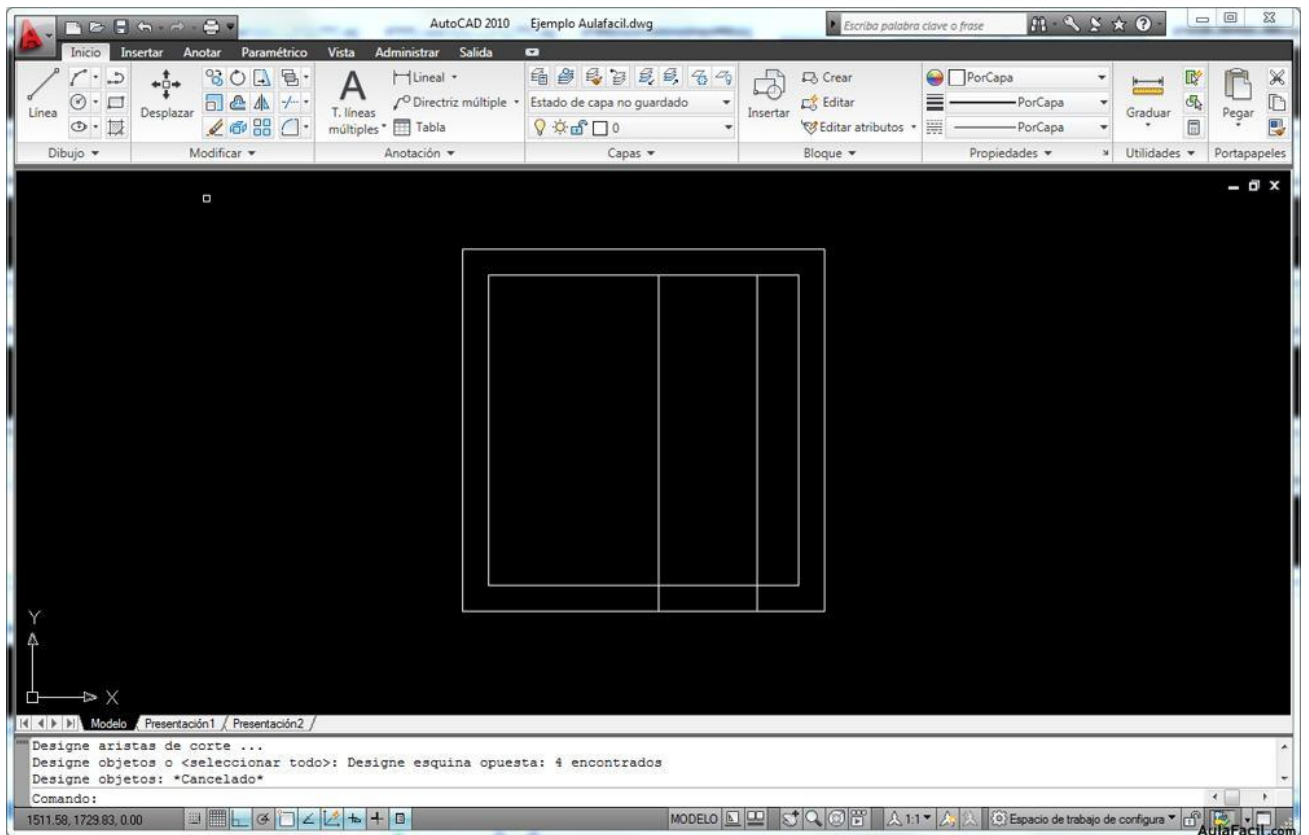 AutoCAD 2010 Ejemplo Aulafacil.dwg Escriba palabra clave o frase
Inicio Insertar Anotar Paramétrico Vista Administrar Salida
Línea
Desplazar
A
T. líneas múltiples
Lineal
Directriz múltiple
Tabla
Estado de capa no guardado
0
Insertar
Crear
Editar
Editar atributos
PorCapa
PorCapa
PorCapa
Graduar
Pegar
Dibujo Modificar Anotación Capas Bloque Propiedades Utilidades Portapapeles
Y
X
Modelo Presentación1 Presentación2
Designe aristas de corte ...
Designe objetos o <seleccionar todo>: Designe esquina opuesta: 4 encontrados
Designe objetos: *Cancelado*
Comando:
1511.58, 1729.83, 0.00 MODELO 1:1 Espacio de trabajo de configura
AulaFacil.com